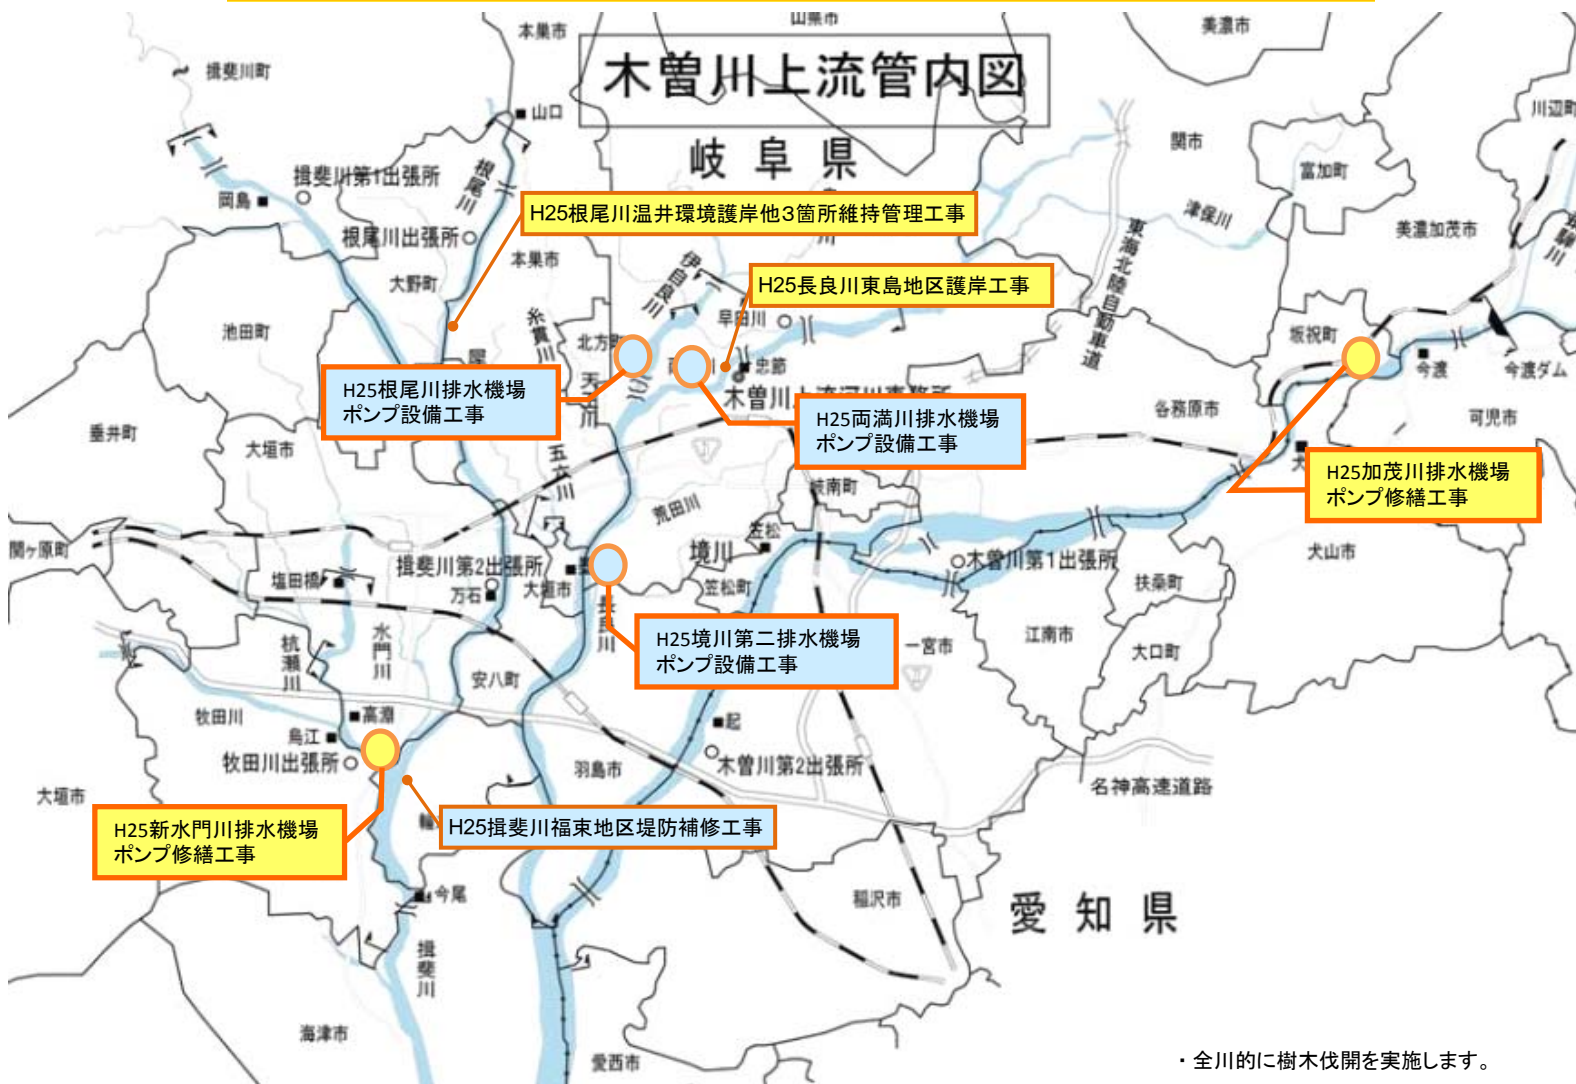 木曽川上流管内図
岐阜県
山県市
本巣市
美濃市
揖斐川町
山口
根尾川
関市
川辺町
富加町
揖斐川第1出張所
岡島
根尾川出張所
H25根尾川温井環境護岸他3箇所維持管理工事
本巣市
津保川
美濃加茂市
飛騨川
東海北陸自動車道
大野町
伊自良川
H25長良川東島地区護岸工事
早田川
池田町
糸貫川
北方町
坂祝町
忠節
今渡
今渡ダム
H25根尾川排水機場
ポンプ設備工事
木曽川上流河川事務所
H25両満川排水機場
ポンプ設備工事
各務原市
可児市
垂井町
大垣市
五六川
H25加茂川排水機場
ポンプ修繕工事
岐南町
荒田川
笠松
境川
関ヶ原町
犬山市
揖斐川第2出張所
木曽川第1出張所
塩田橋
万石
大垣市
笠松町
扶桑町
長良川
水門川
杭瀬川
H25境川第二排水機場
ポンプ設備工事
一宮市
江南市
大口町
安八町
牧田川
高淵
烏江
起
牧田川出張所
羽島市
木曽川第2出張所
大垣市
名神高速道路
H25新水門川排水機場
ポンプ修繕工事
H25揖斐川福束地区堤防補修工事
今尾
稲沢市
愛知県
揖斐川
海津市
愛西市
・全川的に樹木伐開を実施します。